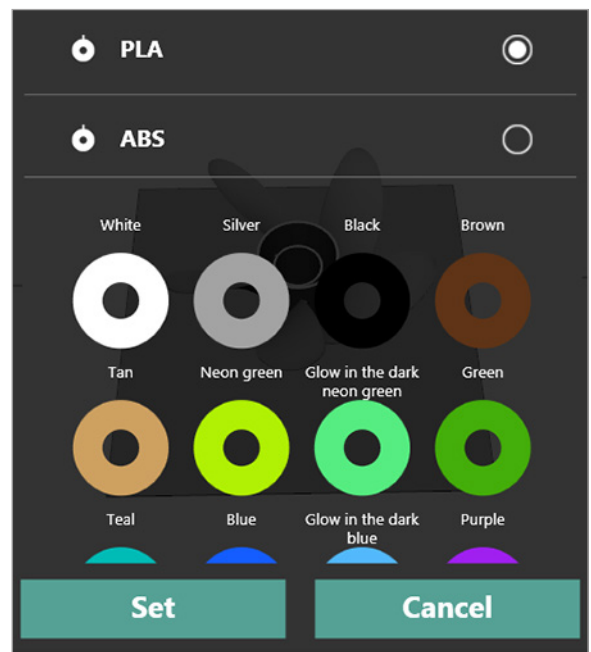 PLA
ABS
White Silver Black Brown
Tan Neon green Glow in the dark Green
neon green
Teal Blue Glow in the dark Purple
blue
Set Cancel